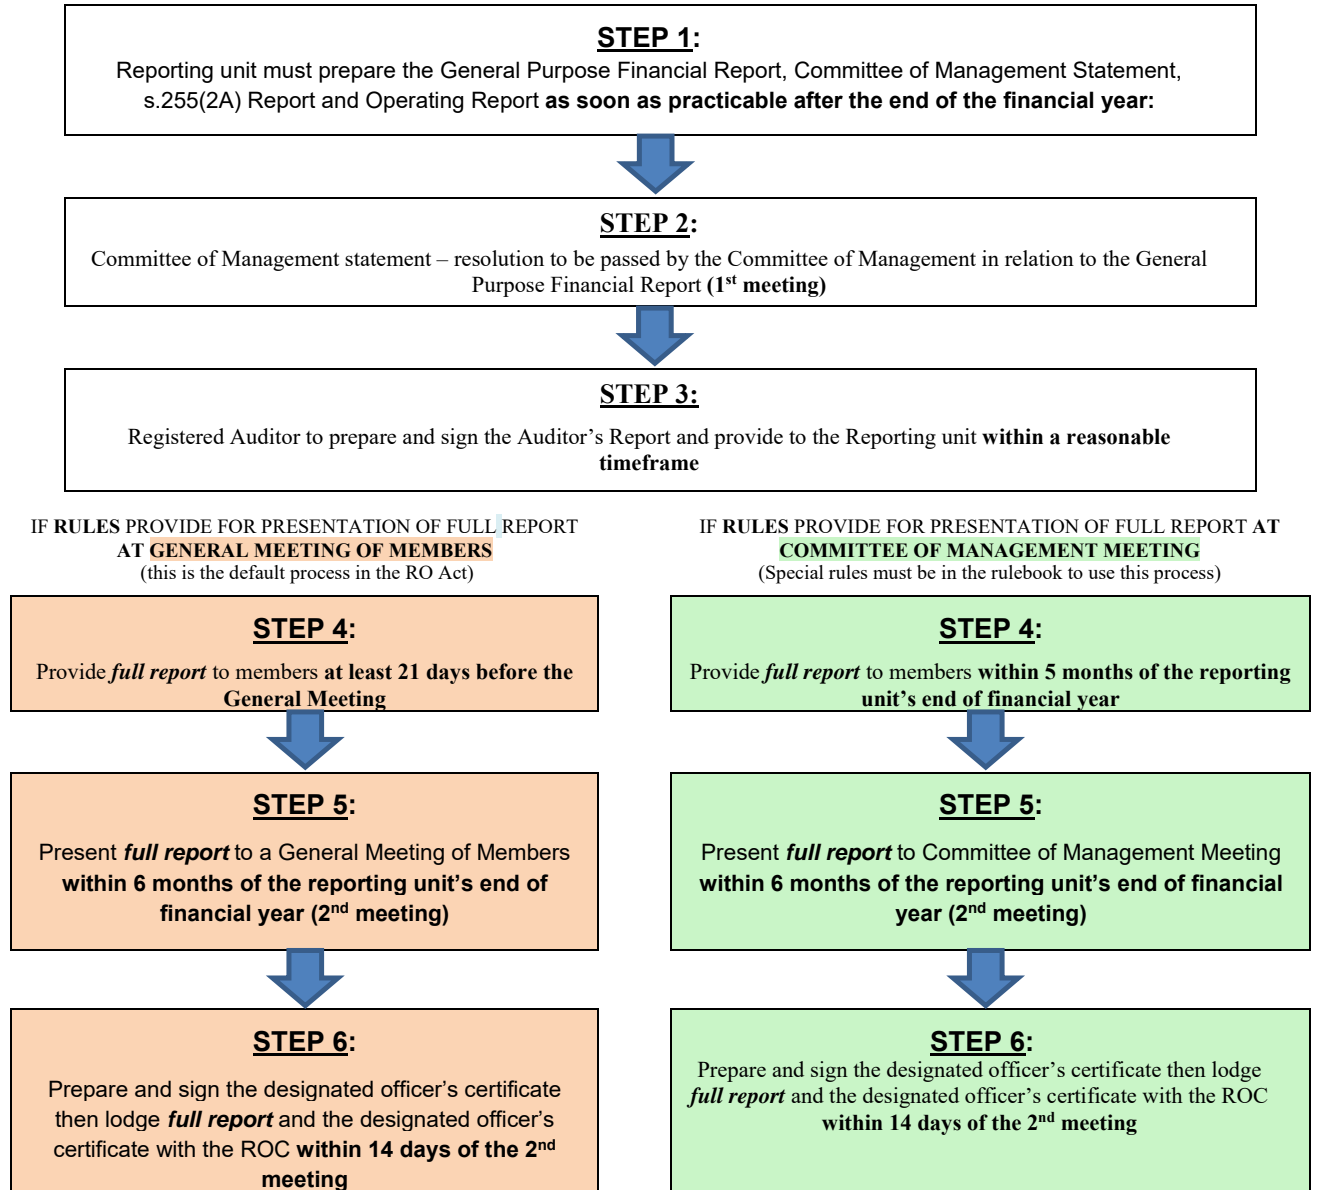 STEP 1:
Reporting unit must prepare the General Purpose Financial Report, Committee of Management Statement,
s.255(2A) Report and Operating Report as soon as practicable after the end of the financial year:
STEP 2:
Committee of Management statement – resolution to be passed by the Committee of Management in relation to the General
Purpose Financial Report (1st meeting)
STEP 3:
Registered Auditor to prepare and sign the Auditor’s Report and provide to the Reporting unit within a reasonable
timeframe
IF RULES PROVIDE FOR PRESENTATION OF FULL REPORT
AT GENERAL MEETING OF MEMBERS
(this is the default process in the RO Act)
STEP 4:
Provide full report to members at least 21 days before the
General Meeting
STEP 5:
Present full report to a General Meeting of Members
within 6 months of the reporting unit’s end of
financial year (2nd meeting)
STEP 6:
Prepare and sign the designated officer’s certificate
then lodge full report and the designated officer’s
certificate with the ROC within 14 days of the 2nd
meeting
IF RULES PROVIDE FOR PRESENTATION OF FULL REPORT AT
COMMITTEE OF MANAGEMENT MEETING
(Special rules must be in the rulebook to use this process)
STEP 4:
Provide full report to members within 5 months of the reporting
unit’s end of financial year
STEP 5:
Present full report to Committee of Management Meeting
within 6 months of the reporting unit’s end of financial
year (2nd meeting)
STEP 6:
Prepare and sign the designated officer’s certificate then lodge
full report and the designated officer’s certificate with the ROC
within 14 days of the 2nd meeting